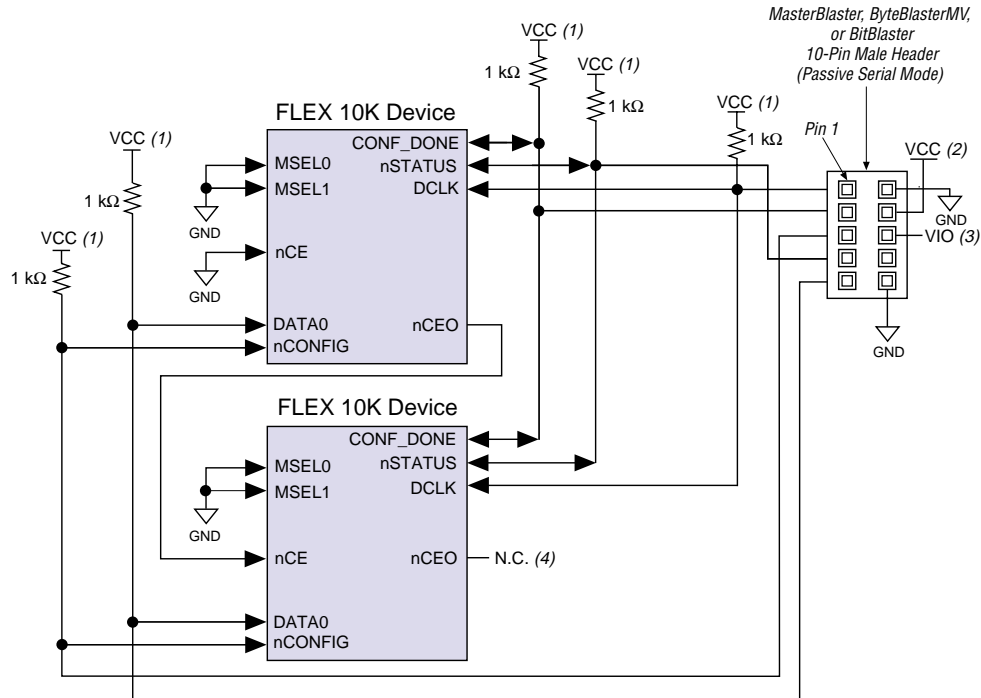 MasterBlaster, ByteBlasterMV,
or BitBlaster
10-Pin Male Header
(Passive Serial Mode)
VCC (1)
1 kΩ
VCC (1)
1 kΩ
VCC (1)
1 kΩ
Pin 1
VCC (2)
GND
VIO (3)
GND
VCC (1)
1 kΩ
VCC (1)
1 kΩ
FLEX 10K Device
CONF_DONE
MSEL0
nSTATUS
MSEL1
DCLK
GND
nCE
GND
DATA0
nCEO
nCONFIG
FLEX 10K Device
CONF_DONE
MSEL0
nSTATUS
MSEL1
DCLK
GND
nCE
nCEO
N.C. (4)
DATA0
nCONFIG